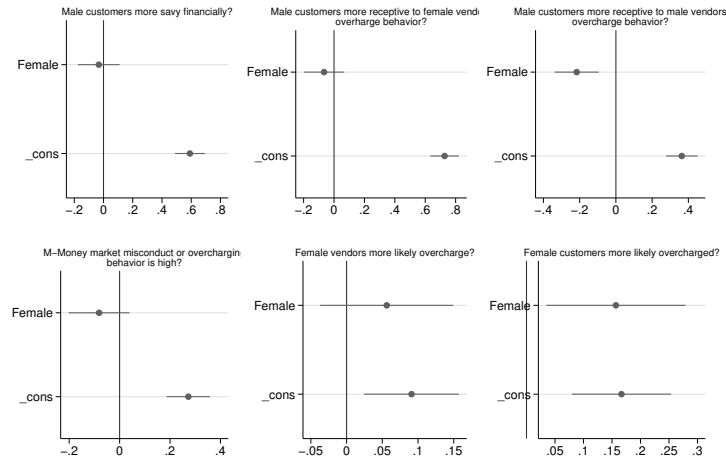 Male customers more savy financially?
Female
_cons
−.2 0 .2 .4 .6 .8
Male customers more receptive to female vend
overharge behavior?
Female
_cons
−.2 0 .2 .4 .6 .8
Male customers more receptive to male vendors
overcharge behavior?
Female
_cons
−.4 −.2 0 .2 .4
M−Money market misconduct or overchargin
behavior is high?
Female
_cons
−.2 0 .2 .4
Female vendors more likely overcharge?
Female
_cons
−.05 0 .05 .1 .15
Female customers more likely overcharged?
Female
_cons
.05 .1 .15 .2 .25 .3